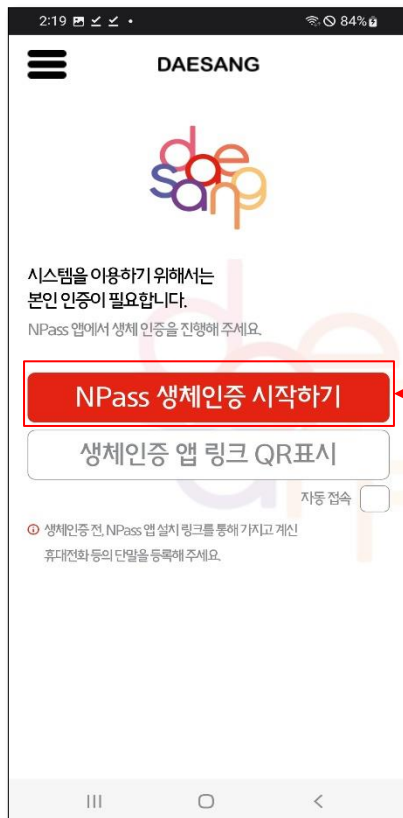 2:19
84%
DAESANG
daesang
시스템을 이용하기 위해서는
본인 인증이 필요합니다.
NPass 앱에서 생체 인증을 진행해 주세요.
NPass 생체인증 시작하기
생체인증 앱 링크 QR표시
자동 접속
생체인증 전, NPass 앱 설치 링크를 통해 가지고 계신
휴대전화 등의 단말을 등록해 주세요.